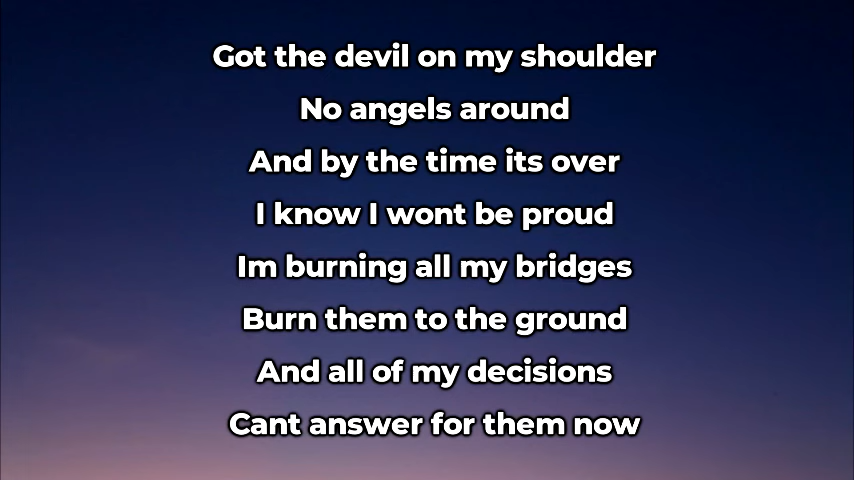 Got the devil on my shoulder
No angels around
And by the time its over
I know I wont be proud
Im burning all my bridges
Burn them to the ground
And all of my decisions
Cant answer for them now